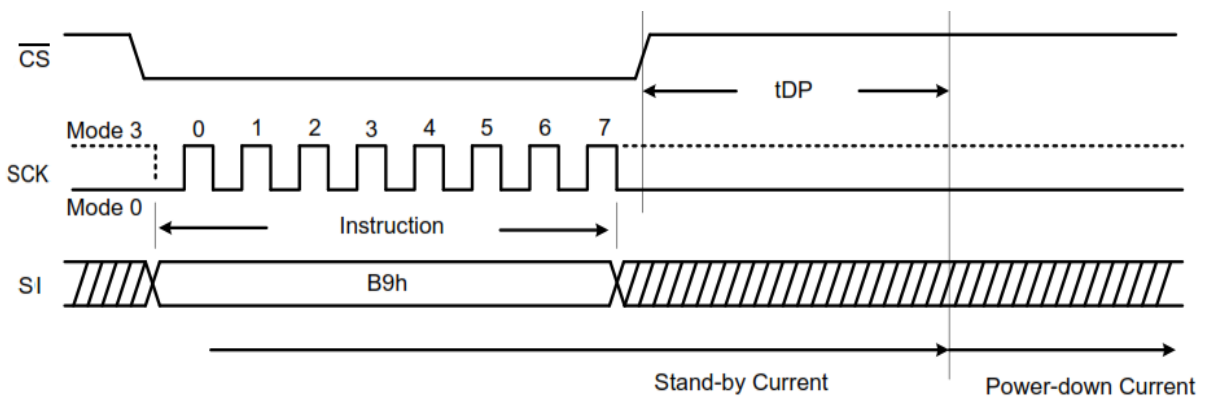 CS
tDP
Mode 3 0 1 2 3 4 5 6 7
SCK
Mode 0
Instruction
SI B9h
Stand-by Current Power-down Current